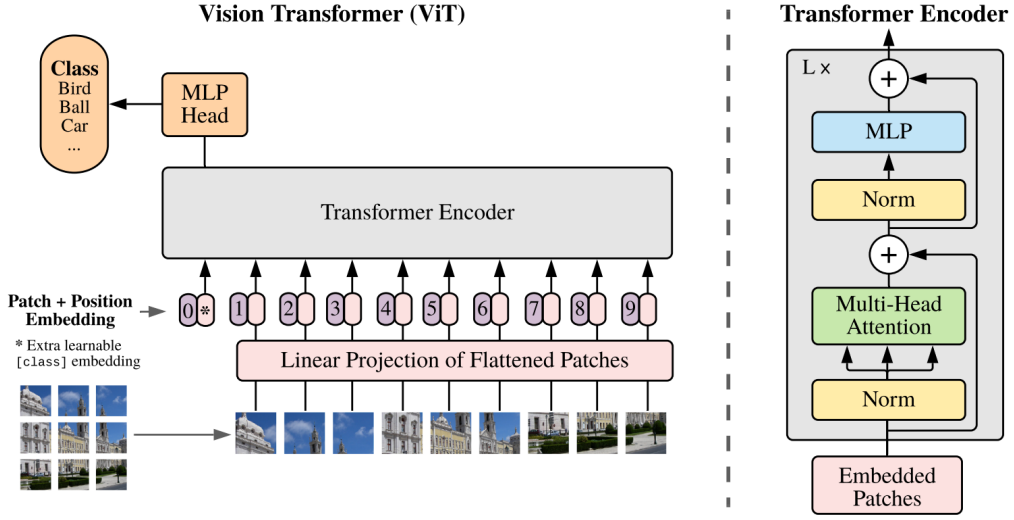 Vision Transformer (ViT)
Class
Bird
Ball
Car
...
MLP
Head
Transformer Encoder
Patch + Position
Embedding
* Extra learnable
[class] embedding
0 * 1 2 3 4 5 6 7 8 9
Linear Projection of Flattened Patches
Transformer Encoder
L ×
+
MLP
Norm
+
Multi-Head
Attention
Norm
Embedded
Patches